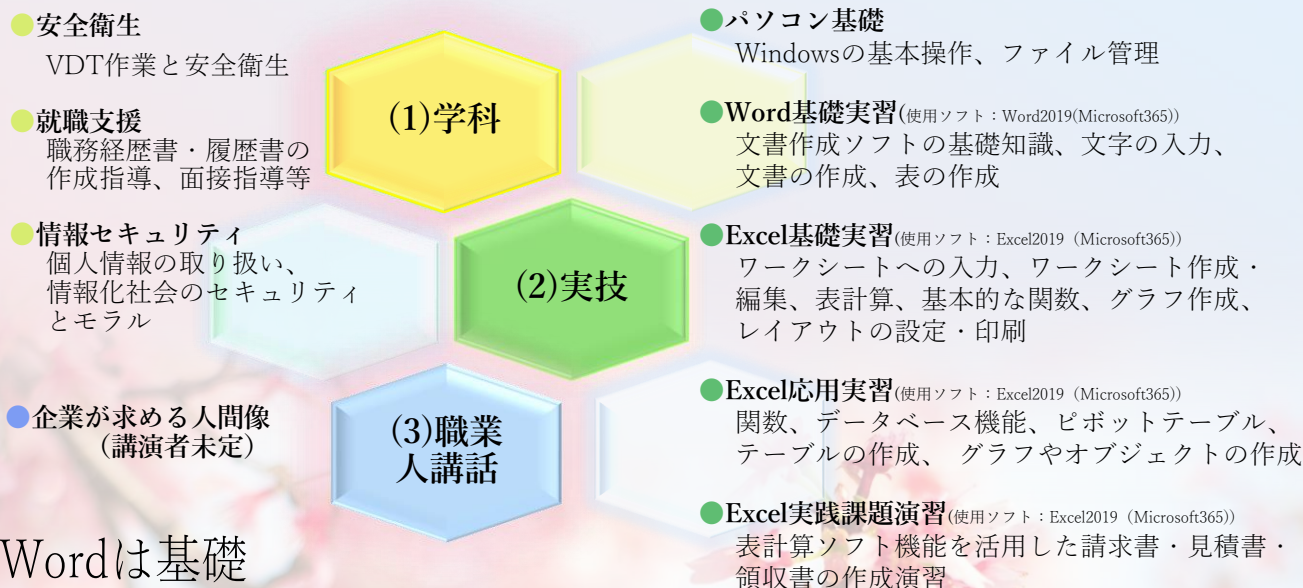 ●安全衛生
VDT作業と安全衛生
●就職支援
職務経歴書・履歴書の
作成指導、面接指導等
●情報セキュリティ
個人情報の取り扱い、
情報化社会のセキュリティ
とモラル
●企業が求める人間像
(講演者未定)
Wordは基礎
(1)学科
(2)実技
(3)職業
人講話
●パソコン基礎
Windowsの基本操作、ファイル管理
●Word基礎実習(使用ソフト：Word2019(Microsoft365))
文書作成ソフトの基礎知識、文字の入力、
文書の作成、表の作成
●Excel基礎実習(使用ソフト：Excel2019（Microsoft365))
ワークシートへの入力、ワークシート作成・
編集、表計算、基本的な関数、グラフ作成、
レイアウトの設定・印刷
●Excel応用実習(使用ソフト：Excel2019（Microsoft365))
関数、データベース機能、ピボットテーブル、
テーブルの作成、 グラフやオブジェクトの作成
●Excel実践課題演習(使用ソフト：Excel2019（Microsoft365))
表計算ソフト機能を活用した請求書・見積書・
領収書の作成演習